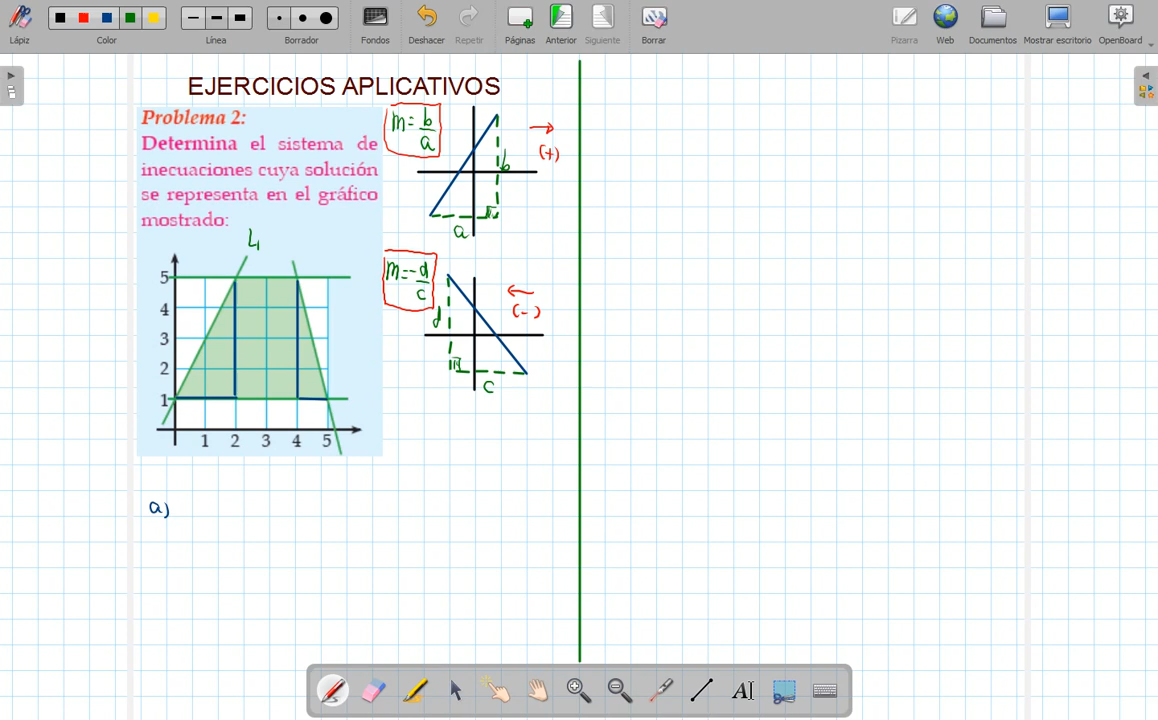 Lápiz
Color
Línea
Borrador
Fondos
Deshacer
Repetir
Páginas
Anterior
Siguiente
Borrar
Pizarra
Web
Documentos
Mostrar escritorio
OpenBoard
EJERCICIOS APLICATIVOS
Problema 2:
Determina el sistema de
inecuaciones cuya solución
se representa en el gráfico
mostrado:
L₁
5
4
3
2
1
1 2 3 4 5
m = b/a
(+)
b
a
m = -d/c
(-)
d
c
a)
AI